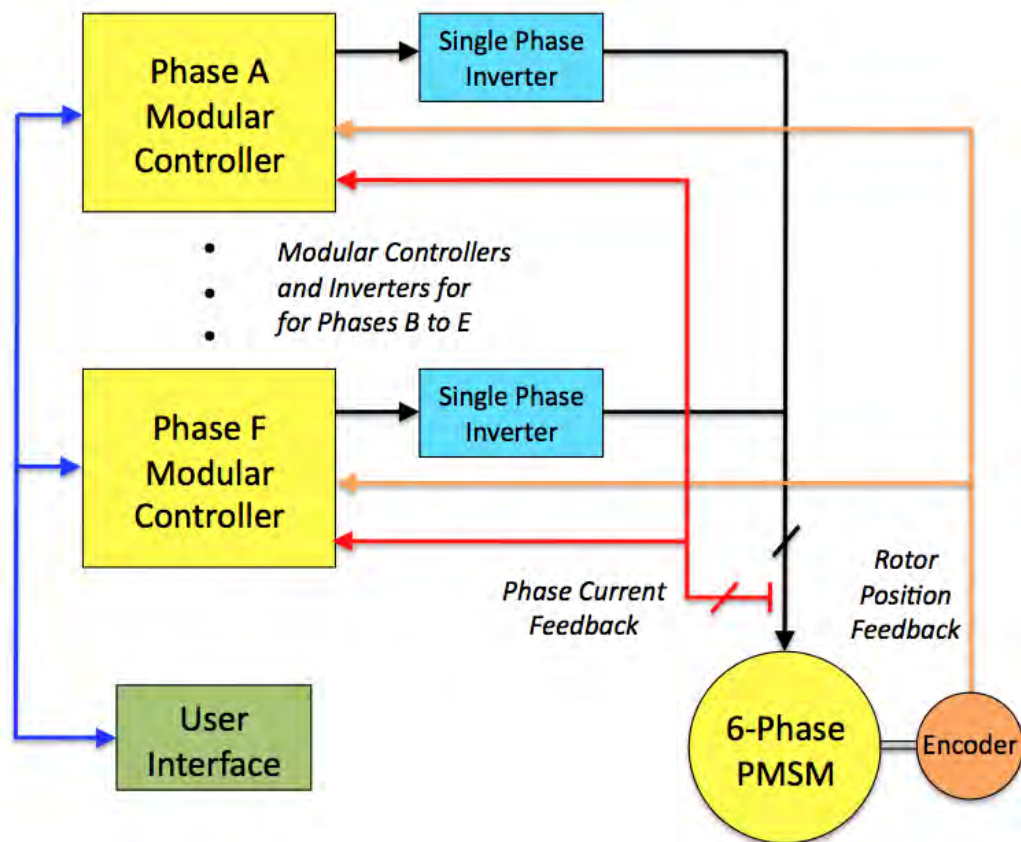 Phase A
Modular
Controller
Single Phase
Inverter
Modular Controllers
and Inverters for
for Phases B to E
Phase F
Modular
Controller
Single Phase
Inverter
Phase Current
Feedback
Rotor
Position
Feedback
User
Interface
6-Phase
PMSM
Encoder